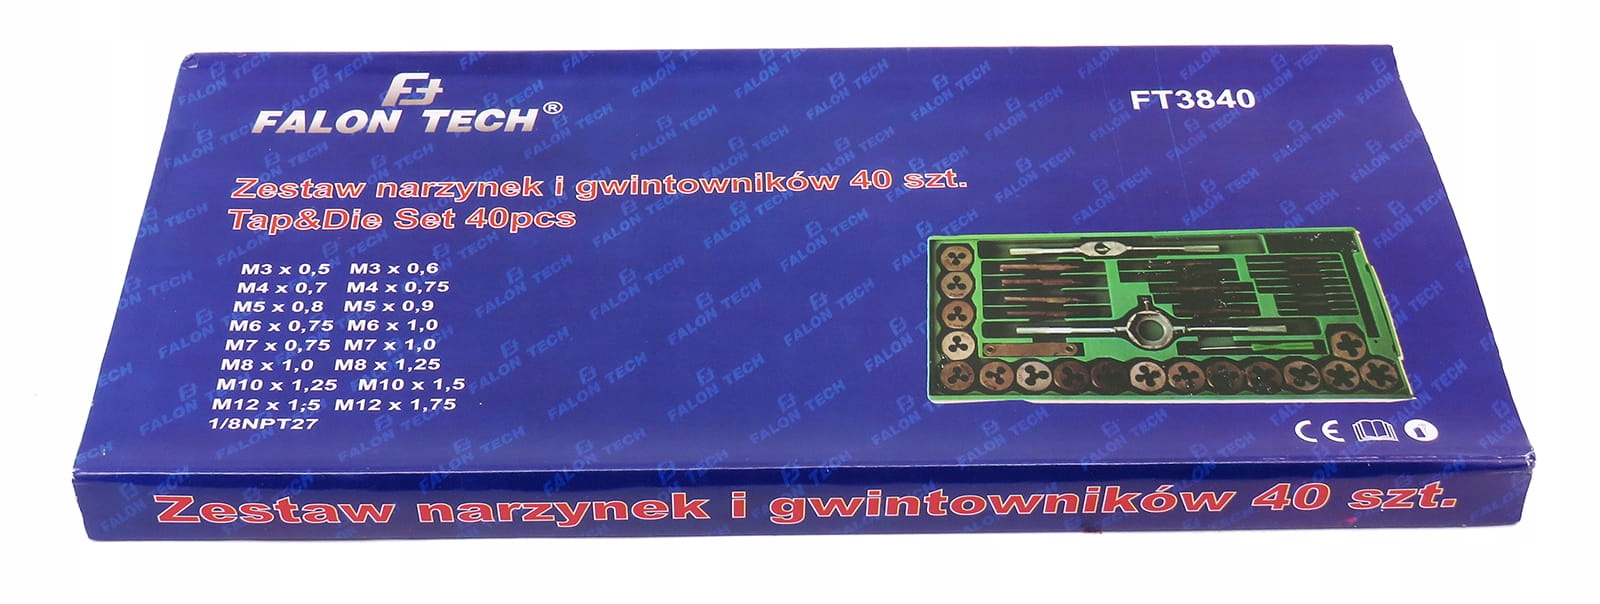 FALON TECH®
FT3840
Zestaw narzynek i gwintowników 40 szt.
Tap&Die Set 40pcs
M3 x 0,5 M3 x 0,6
M4 x 0,7 M4 x 0,75
M5 x 0,8 M5 x 0,9
M6 x 0,75 M6 x 1,0
M7 x 0,75 M7 x 1,0
M8 x 1,0 M8 x 1,25
M10 x 1,25 M10 x 1,5
M12 x 1,5 M12 x 1,75
1/8NPT27
CE
Zestaw narzynek i gwintowników 40 szt.